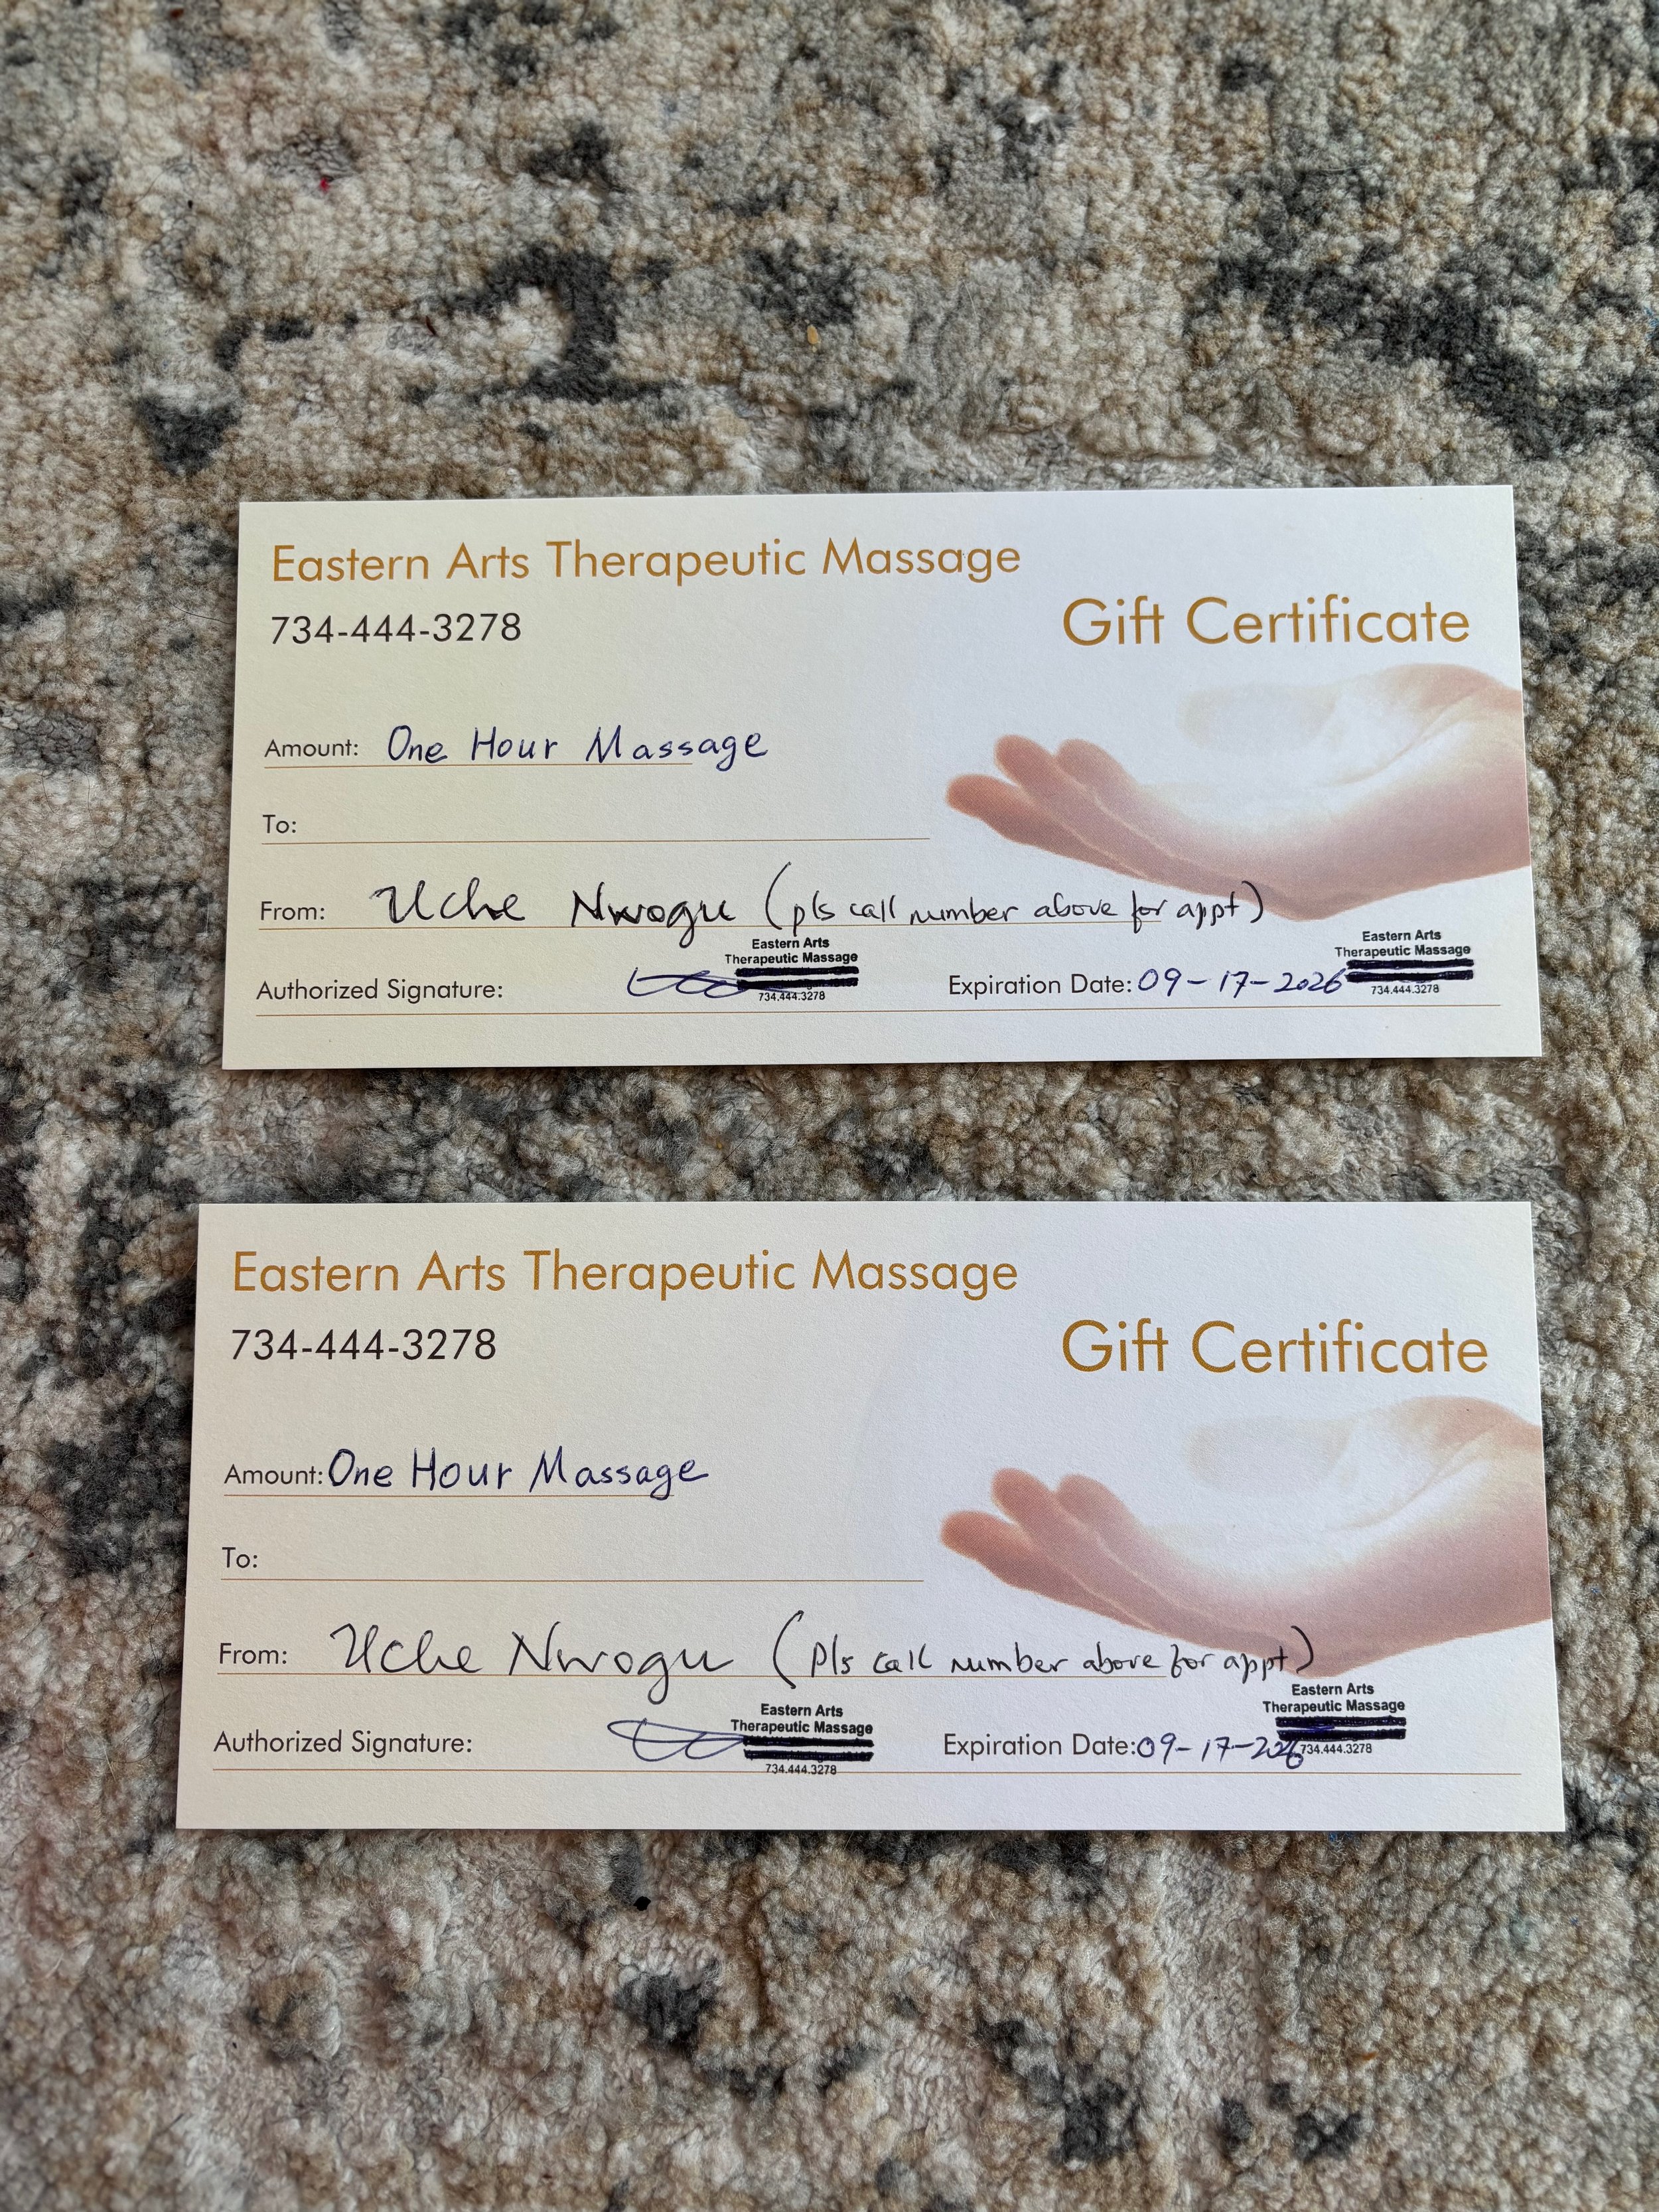 Eastern Arts Therapeutic Massage
734-444-3278
Gift Certificate
Amount: One Hour Massage
To:
From: Uche Nwogu (pls call number above for appt)
Eastern Arts
Therapeutic Massage
734.444.3278
Authorized Signature:
Expiration Date: 09-17-2026
Eastern Arts
Therapeutic Massage
734.444.3278
Eastern Arts Therapeutic Massage
734-444-3278
Gift Certificate
Amount: One Hour Massage
To:
From: Uche Nwogu (pls call number above for appt)
Eastern Arts
Therapeutic Massage
734.444.3278
Authorized Signature:
Expiration Date: 09-17-2026
Eastern Arts
Therapeutic Massage
734.444.3278